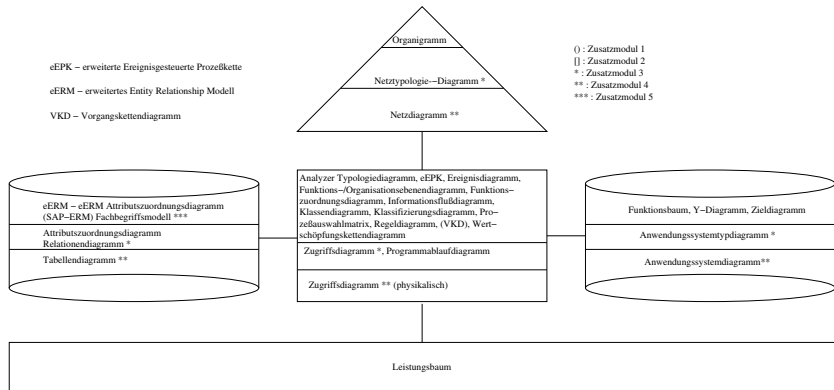 Organigramm
Netztypologie-−Diagramm *
Netzdiagramm **
eEPK − erweiterte Ereignisgesteuerte Prozeßkette
eERM − erweitertes Entity Relationship Modell
VKD − Vorgangskettendiagramm
() : Zusatzmodul 1
[] : Zusatzmodul 2
* : Zusatzmodul 3
** : Zusatzmodul 4
*** : Zusatzmodul 5
eERM − eERM Attributszuordnungsdiagramm
(SAP−ERM) Fachbegriffsmodell ***
Attributszuordnungsdiagramm
Relationendiagramm *
Tabellendiagramm **
Analyzer Typologiediagramm, eEPK, Ereignisdiagramm,
Funktions−/Organisationsebenendiagramm, Funktions−
zuordnungsdiagramm, Informationsflußdiagramm,
Klassendiagramm, Klassifizierungsdiagramm, Pro−
zeßauswahlmatrix, Regeldiagramm, (VKD), Wert−
schöpfungskettendiagramm
Zugriffsdiagramm *, Programmablaufdiagramm
Zugriffsdiagramm ** (physikalisch)
Funktionsbaum, Y−Diagramm, Zieldiagramm
Anwendungssystemtypdiagramm *
Anwendungssystemdiagramm**
Leistungsbaum